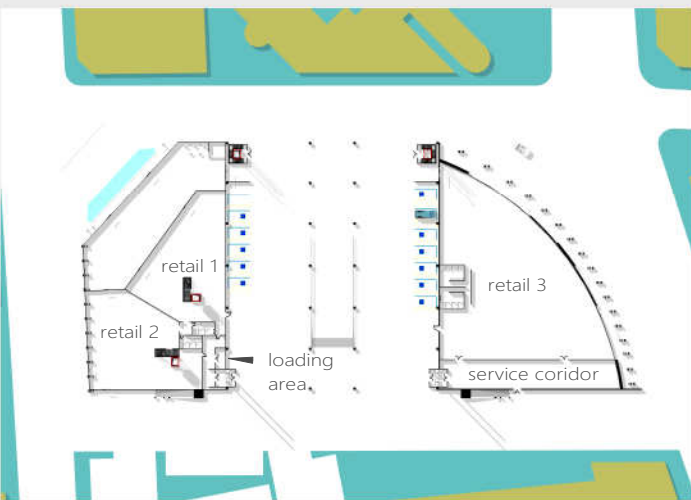 retail 1
retail 3
retail 2
loading
area
service coridor